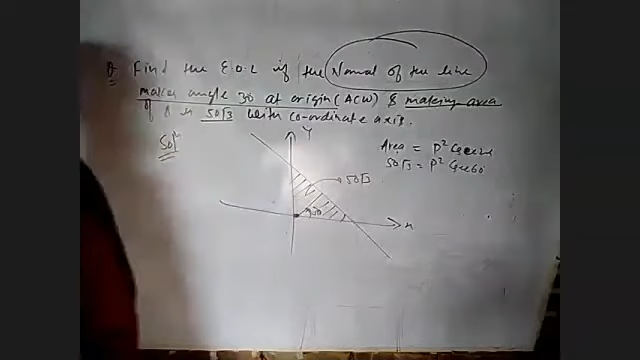 Q Find the E.O.L if the Normal of the line
makes angle 30 at origin (ACW) & making area
of Δ is 50√3 with co-ordinate axis.
Solⁿ
Y
50√3
30
x
Area = P² Cosec2α
50√3 = P² Cosec60